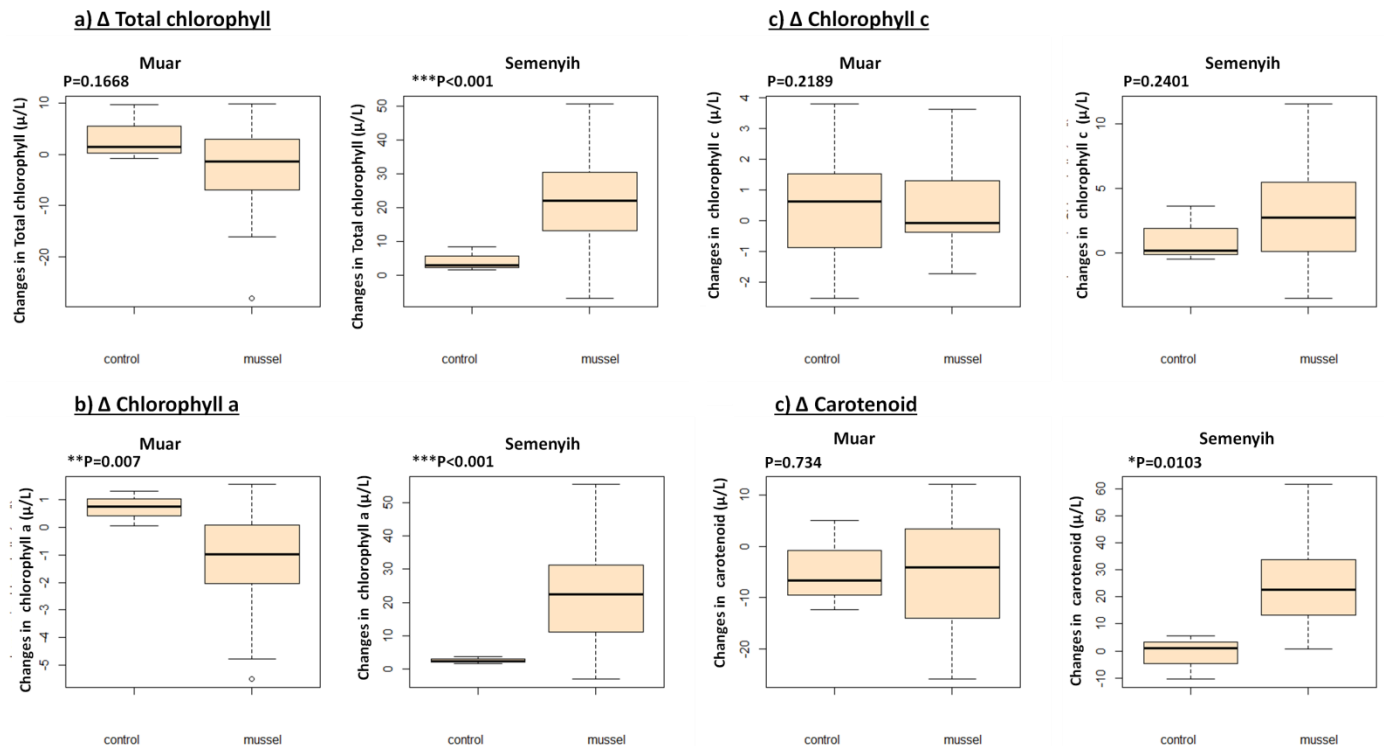 a) Δ Total chlorophyll
Muar
P=0.1668
Changes in Total chlorophyll (µ/L)
10
0
-10
-20
control
mussel
Semenyih
***P<0.001
Changes in Total chlorophyll (µ/L)
50
40
30
20
10
0
control
mussel
c) Δ Chlorophyll c
Muar
P=0.2189
Changes in chlorophyll c (µ/L)
4
3
2
1
0
-1
-2
control
mussel
Semenyih
P=0.2401
Changes in chlorophyll c (µ/L)
10
5
0
control
mussel
b) Δ Chlorophyll a
Muar
**P=0.007
Changes in chlorophyll a (µ/L)
1
0
-1
-2
-3
-4
-5
control
mussel
Semenyih
***P<0.001
Changes in chlorophyll a (µ/L)
50
40
30
20
10
0
control
mussel
c) Δ Carotenoid
Muar
P=0.734
Changes in carotenoid (µ/L)
10
0
-10
-20
control
mussel
Semenyih
*P=0.0103
Changes in carotenoid (µ/L)
60
50
40
30
20
10
0
-10
control
mussel